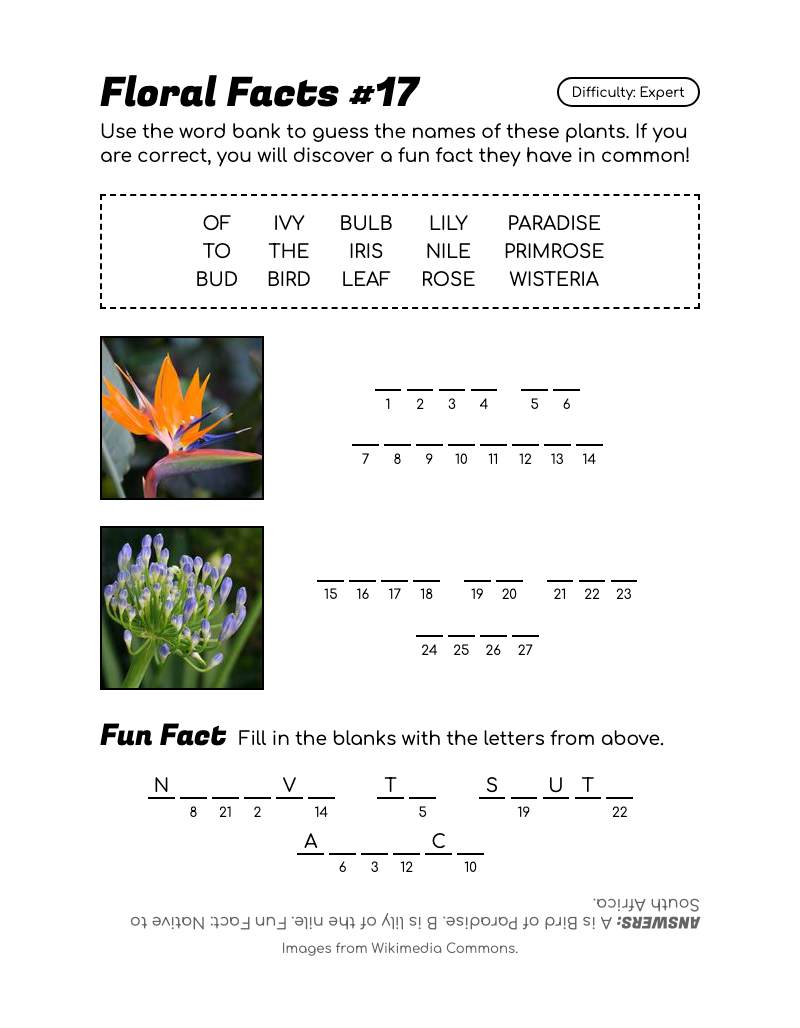 Floral Facts #17
Difficulty: Expert
Use the word bank to guess the names of these plants. If you
are correct, you will discover a fun fact they have in common!
OF IVY BULB LILY PARADISE
TO THE IRIS NILE PRIMROSE
BUD BIRD LEAF ROSE WISTERIA
1 2 3 4 5 6
7 8 9 10 11 12 13 14
15 16 17 18 19 20 21 22 23
24 25 26 27
Fun Fact Fill in the blanks with the letters from above.
N V T S U T
8 21 2 14 5 19 22
A C
6 3 12 10
ANSWERS: A is Bird of Paradise. B is lily of the nile. Fun Fact: Native to
South Africa.
Images from Wikimedia Commons.